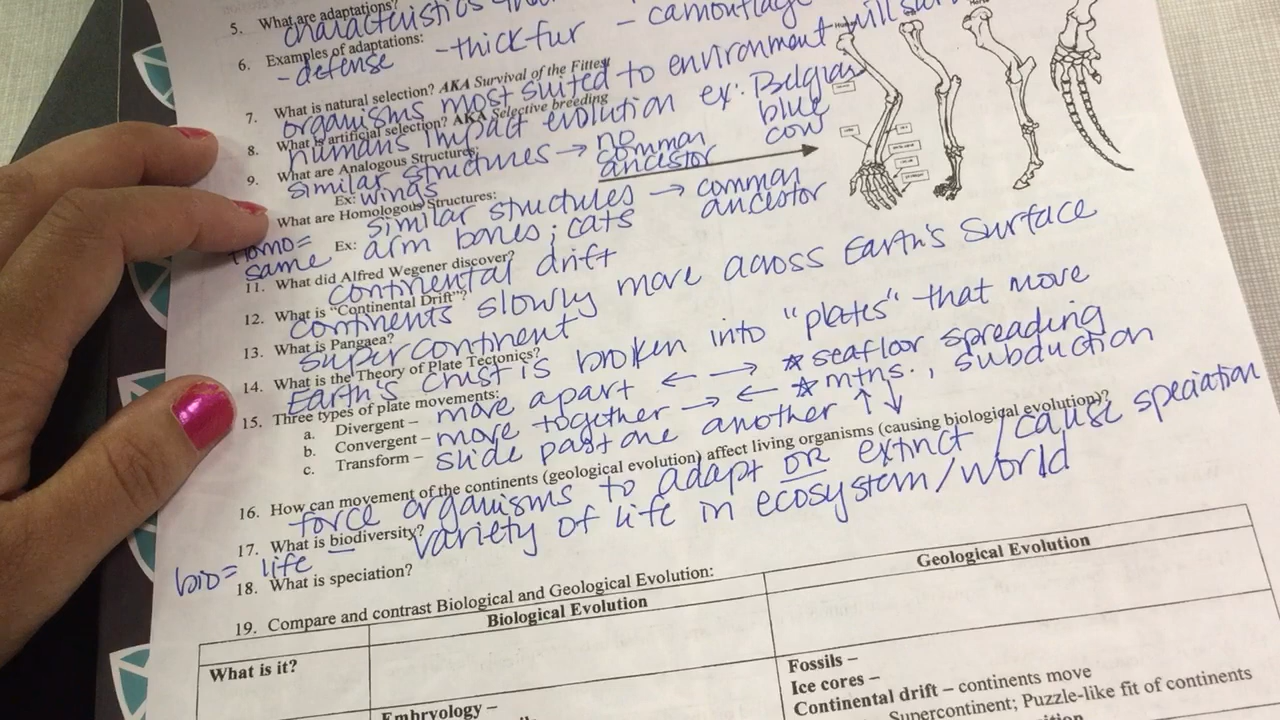 5. What are adaptations?
characteristics
6. Examples of adaptations:
- defense - thick fur - camouflage
7. What is natural selection? AKA Survival of the Fittest
organisms most suited to environment will
8. What is artificial selection? AKA Selective breeding
humans impact evolution ex: Belgian blue cow
9. What are Analogous Structures:
similar structures → no common ancestor
Ex: wings
What are Homologous Structures:
similar structures → common ancestor
homo = same
Ex: arm bones; cats
11. What did Alfred Wegener discover?
continental drift
12. What is "Continental Drift"?
continents slowly move across Earth's Surface
13. What is Pangaea?
supercontinent
14. What is the Theory of Plate Tectonics?
Earth's crust is broken into "plates" that move
15. Three types of plate movements:
a. Divergent – move apart ← → ☆ seafloor spreading
b. Convergent – move together → ← ☆ mtns., subduction
c. Transform – slide past one another ↑↓
16. How can movement of the continents (geological evolution) affect living organisms (causing biological evolution)?
force organisms to adapt OR extinct / cause speciation
17. What is biodiversity? variety of life in ecosystem/world
bio = life
18. What is speciation?
19. Compare and contrast Biological and Geological Evolution:
Biological Evolution
Geological Evolution
What is it?
Embryology –
Fossils –
Ice cores –
Continental drift – continents move
Supercontinent; Puzzle-like fit of continents